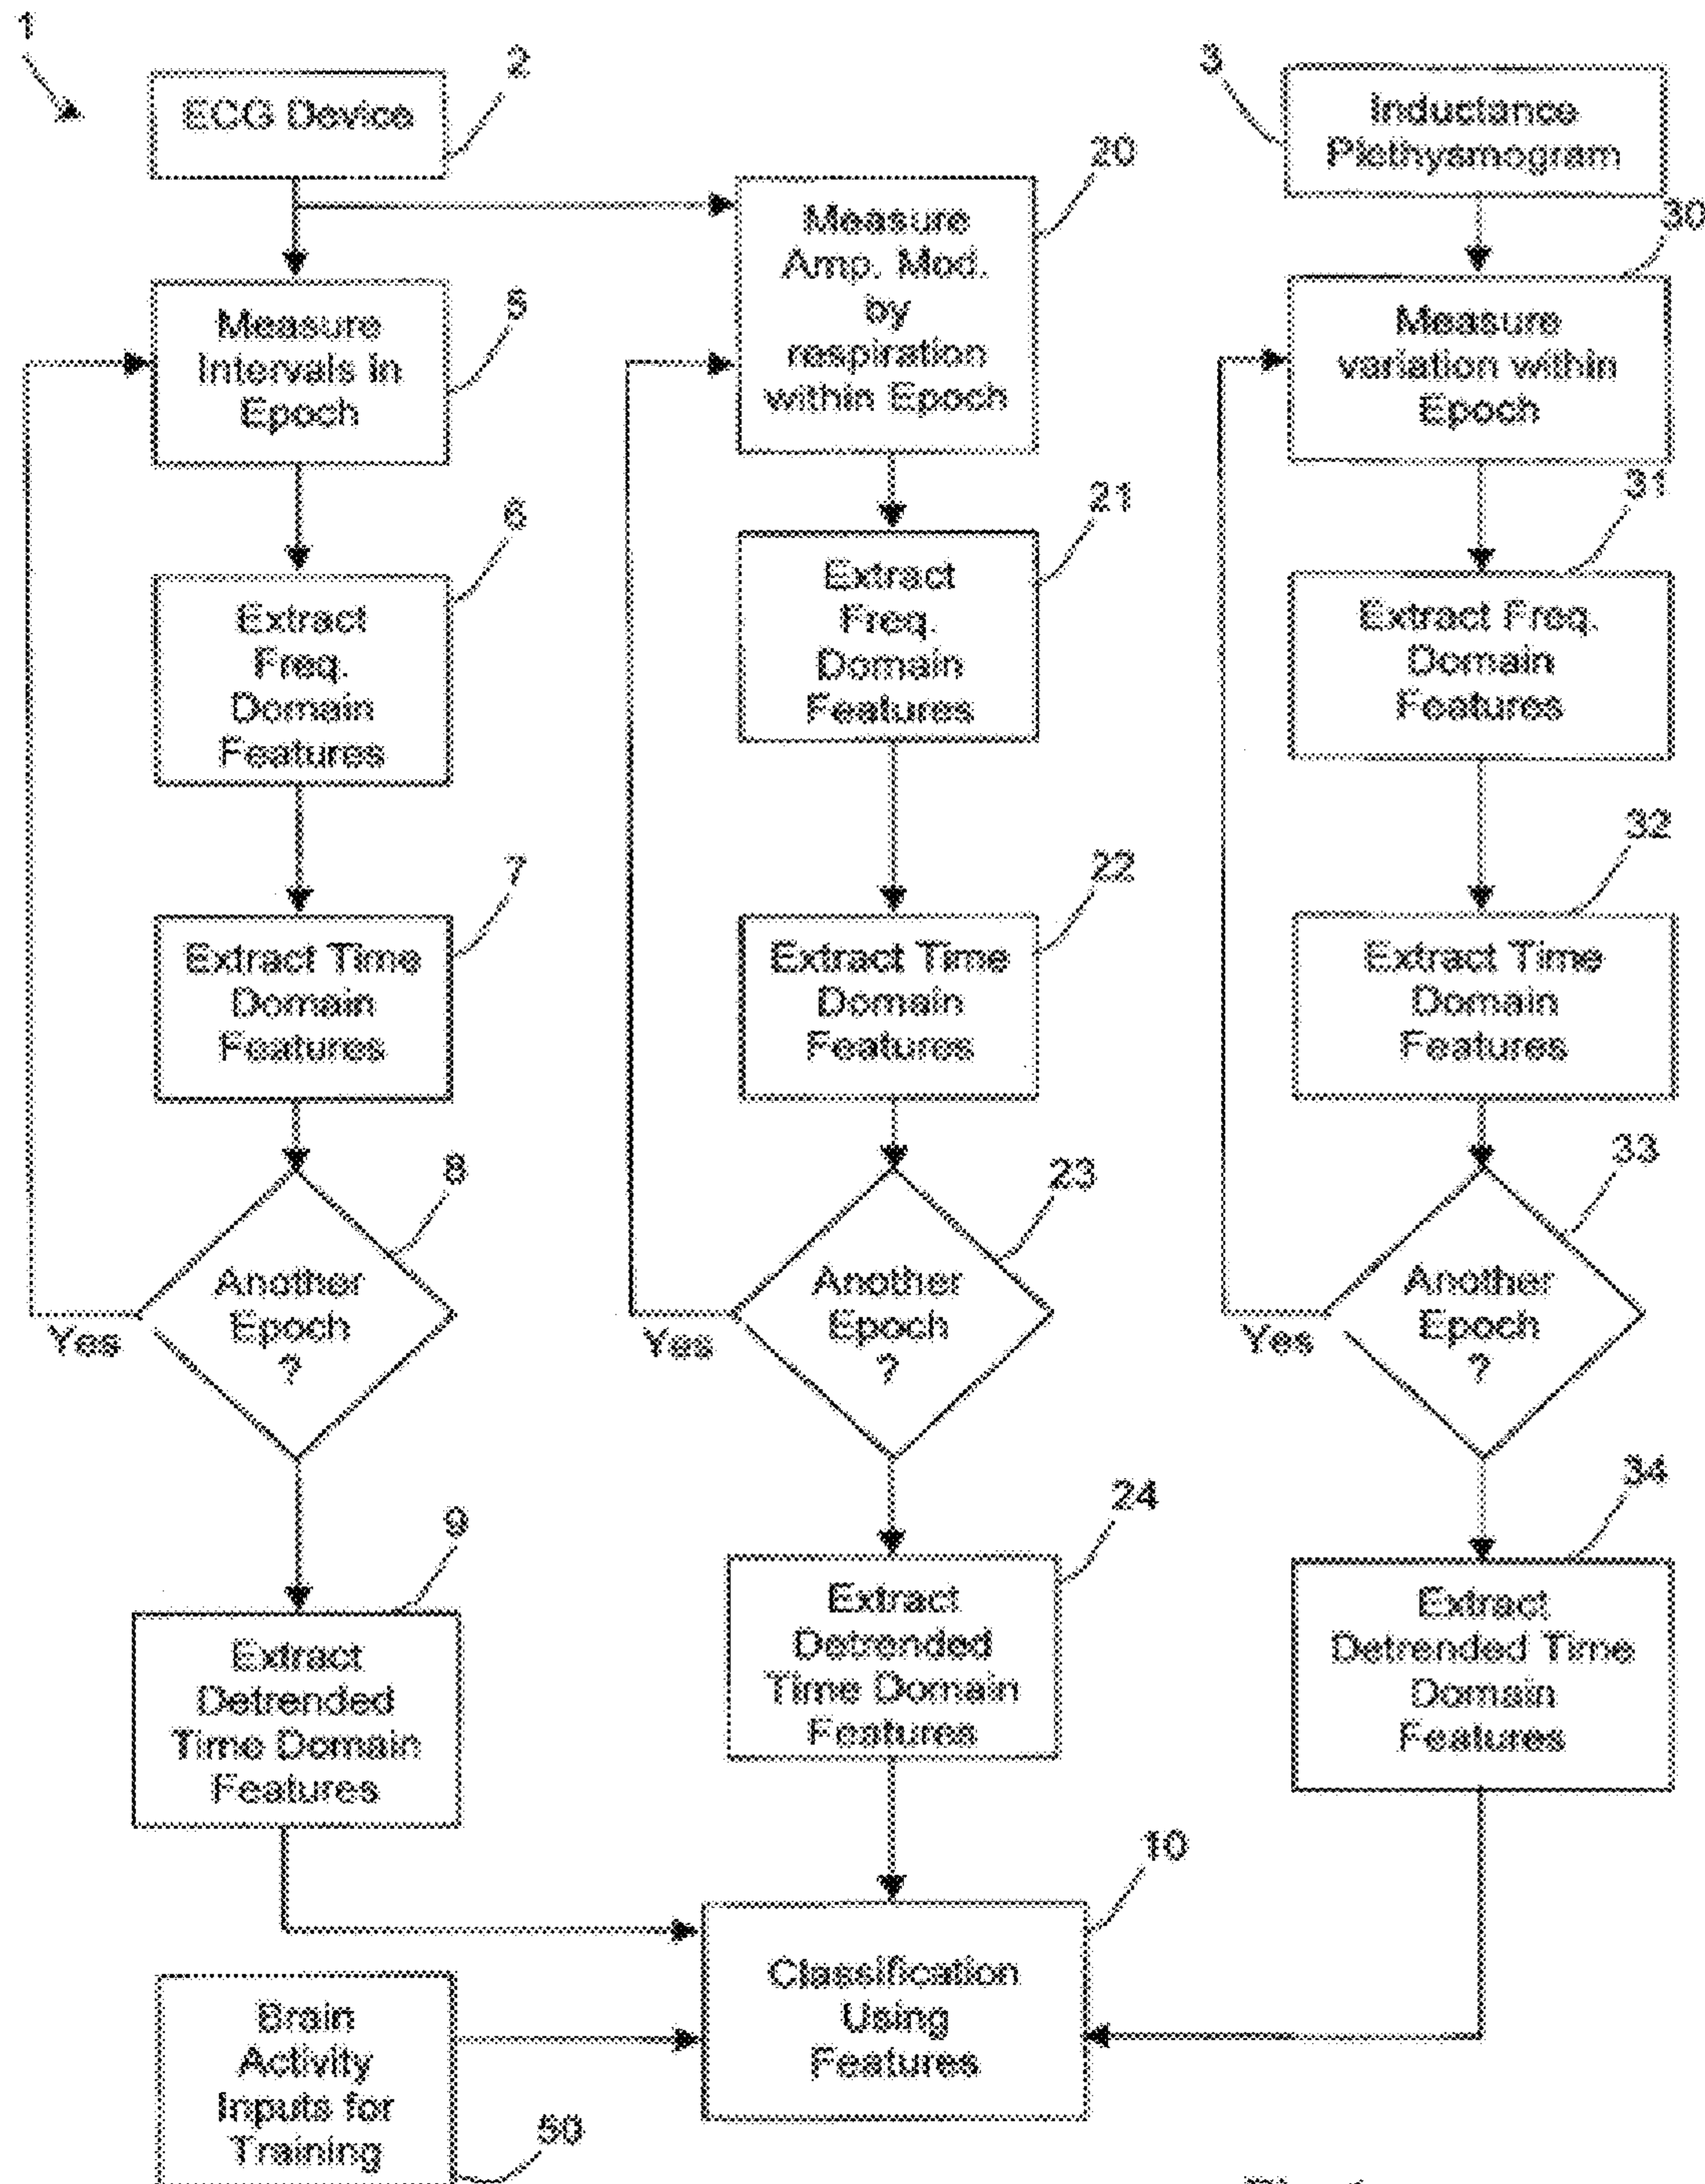 1
ECG Device
2
3
Inductance
Plethysmogram
20
Measure
Amp. Mod.
by
respiration
within Epoch
30
Measure
Intervals in
Epoch
5
Measure
variation within
Epoch
6
Extract
Freq.
Domain
Features
21
Extract
Freq.
Domain
Features
31
Extract Freq.
Domain
Features
7
Extract Time
Domain
Features
22
Extract Time
Domain
Features
32
Extract Time
Domain
Features
8
Another
Epoch
?
Yes
23
Another
Epoch
?
Yes
33
Another
Epoch
?
Yes
9
Extract
Detrended
Time Domain
Features
24
Extract
Detrended
Time Domain
Features
34
Extract
Detrended Time
Domain
Features
10
Classification
Using
Features
Brain
Activity
Inputs for
Training
50